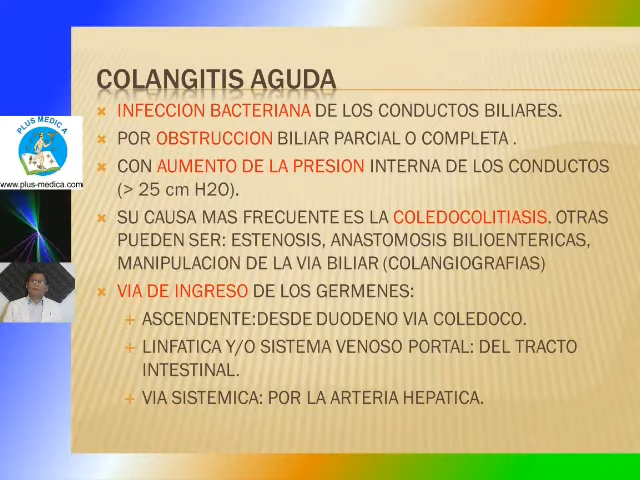 COLANGITIS AGUDA
INFECCION BACTERIANA DE LOS CONDUCTOS BILIARES.
POR OBSTRUCCION BILIAR PARCIAL O COMPLETA .
CON AUMENTO DE LA PRESION INTERNA DE LOS CONDUCTOS
(> 25 cm H2O).
SU CAUSA MAS FRECUENTE ES LA COLEDOCOLITIASIS. OTRAS
PUEDEN SER: ESTENOSIS, ANASTOMOSIS BILIOENTERICAS,
MANIPULACION DE LA VIA BILIAR (COLANGIOGRAFIAS)
VIA DE INGRESO DE LOS GERMENES:
ASCENDENTE:DESDE DUODENO VIA COLEDOCO.
LINFATICA Y/O SISTEMA VENOSO PORTAL: DEL TRACTO
INTESTINAL.
VIA SISTEMICA: POR LA ARTERIA HEPATICA.
PLUS MEDICA
www.plus-medica.com